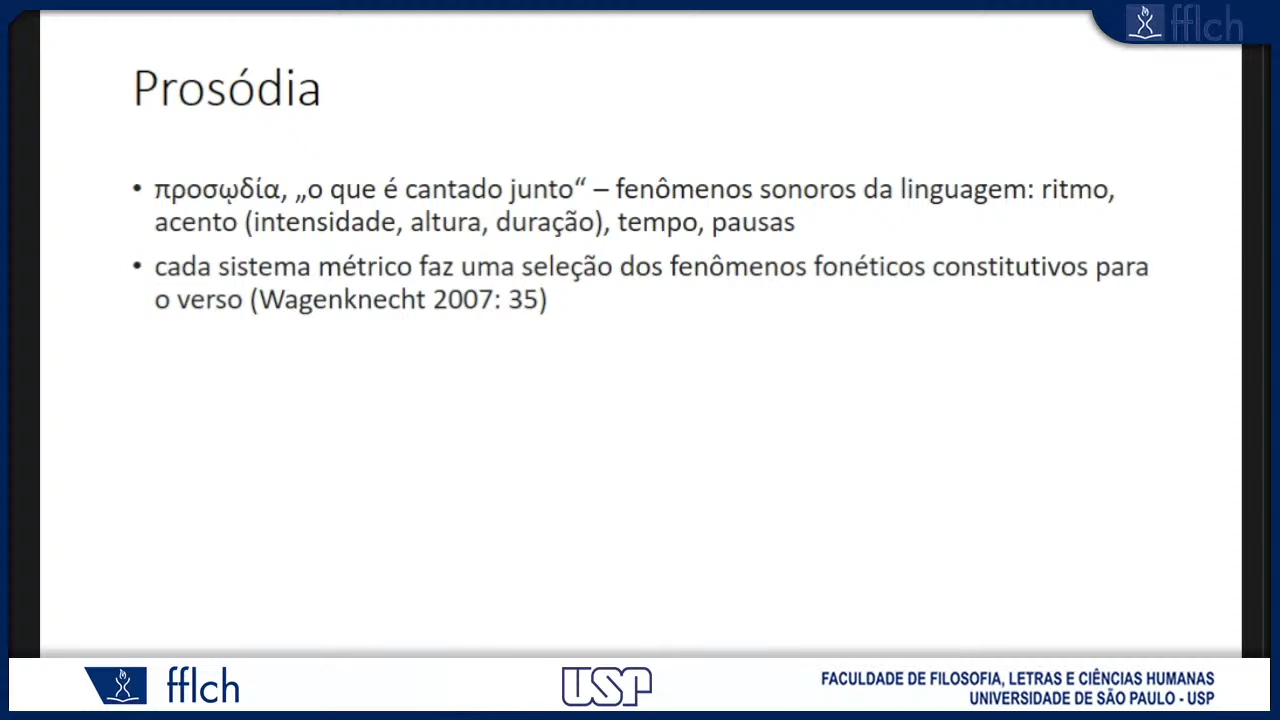 fflch
Prosódia
• προσῳδία, „o que é cantado junto“ – fenômenos sonoros da linguagem: ritmo,
acento (intensidade, altura, duração), tempo, pausas
• cada sistema métrico faz uma seleção dos fenômenos fonéticos constitutivos para
o verso (Wagenknecht 2007: 35)
fflch
USP
FACULDADE DE FILOSOFIA, LETRAS E CIÊNCIAS HUMANAS
UNIVERSIDADE DE SÃO PAULO - USP